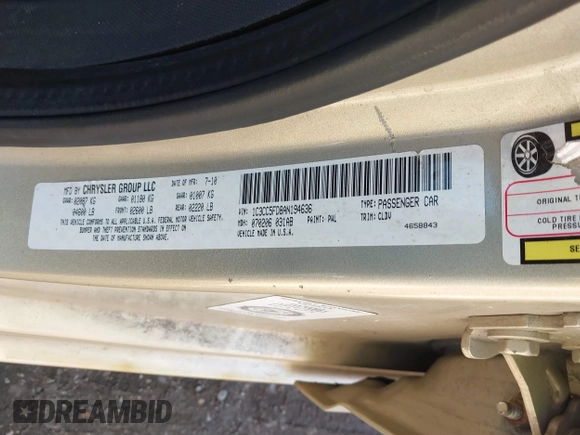 MFD BY CHRYSLER GROUP LLC
DATE OF MFR: 7-10
GVWR: 02087 KG
04600 LB
GAWR: 01180 KG
FRONT: 02600 LB
GAWR: 01007 KG
REAR: 02220 LB
THIS VEHICLE CONFORMS TO ALL APPLICABLE U.S.A. FEDERAL MOTOR VEHICLE SAFETY,
BUMPER AND THEFT PREVENTION STANDARDS IN EFFECT ON
THE DATE OF MANUFACTURE SHOWN ABOVE.
VIN: 1C3CC5FD8AN194636
TYPE: PASSENGER CAR
MDH: 070206 031AB
PAINT: PAL
TRIM: CLDV
VEHICLE MADE IN U.S.A.
4658843
ORIGINAL
COLD TIRE
PRESSU
SE
DREAMBID